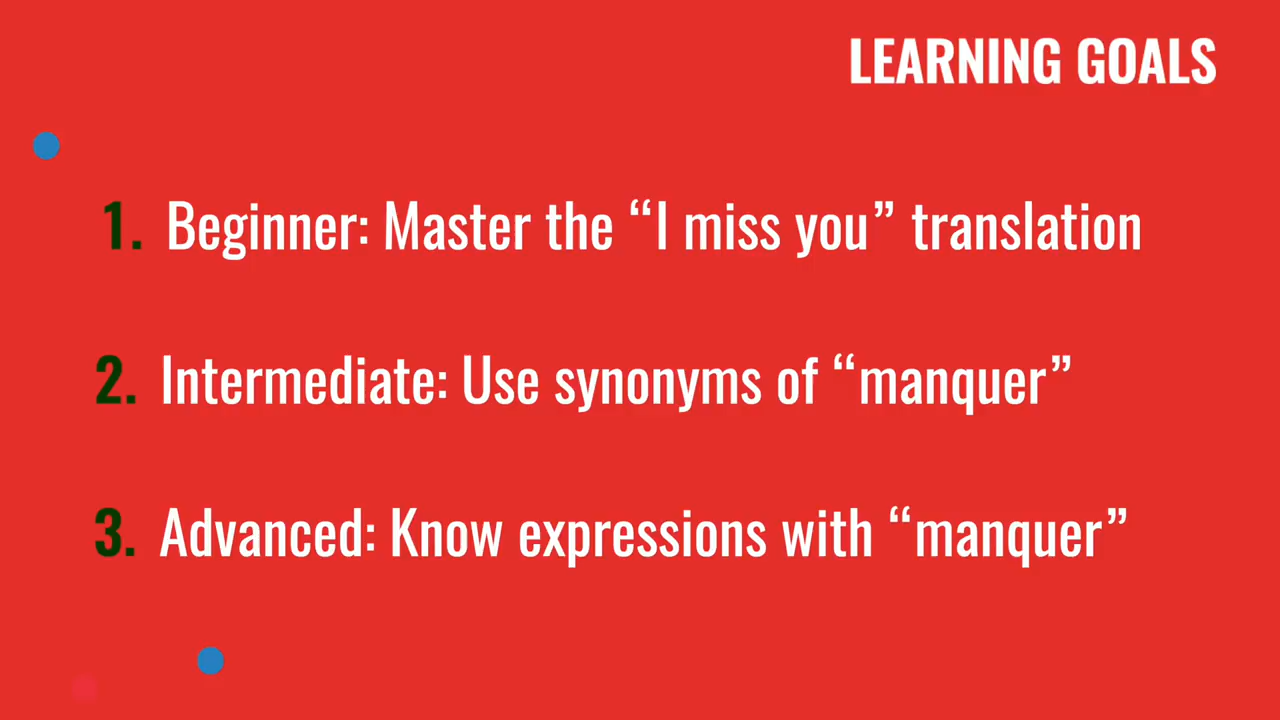 LEARNING GOALS
1. Beginner: Master the “I miss you” translation
2. Intermediate: Use synonyms of “manquer”
3. Advanced: Know expressions with “manquer”